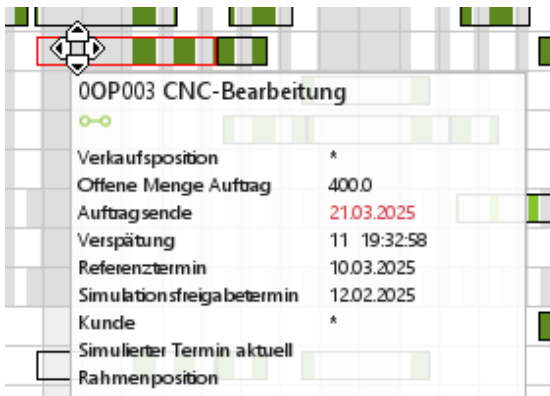 0OP003 CNC-Bearbeitung
Verkaufsposition *
Offene Menge Auftrag 400.0
Auftragsende 21.03.2025
Verspätung 11 19:32:58
Referenztermin 10.03.2025
Simulationsfreigabetermin 12.02.2025
Kunde *
Simulierter Termin aktuell
Rahmenposition